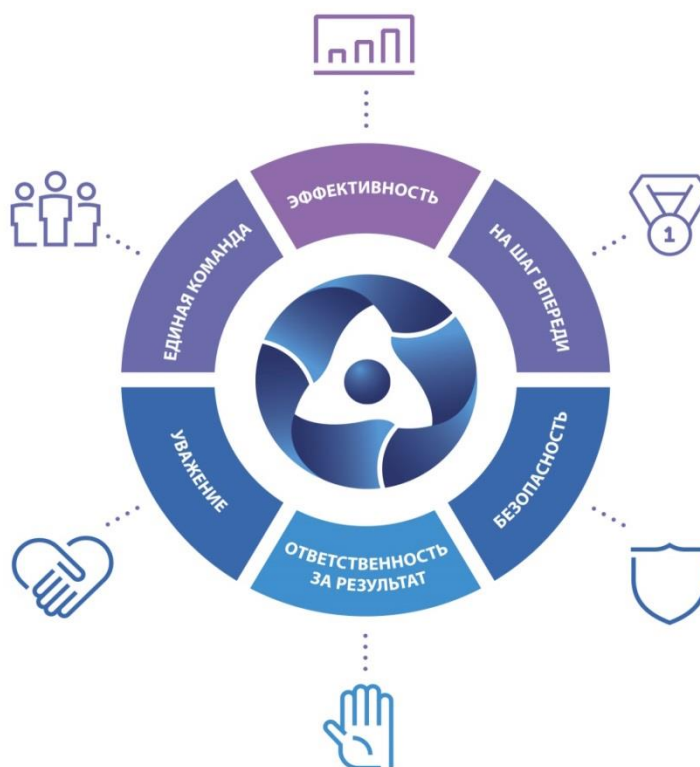 ЭФФЕКТИВНОСТЬ
НА ШАГ ВПЕРЕДИ
1
БЕЗОПАСНОСТЬ
ОТВЕТСТВЕННОСТЬ
ЗА РЕЗУЛЬТАТ
УВАЖЕНИЕ
ЕДИНАЯ КОМАНДА